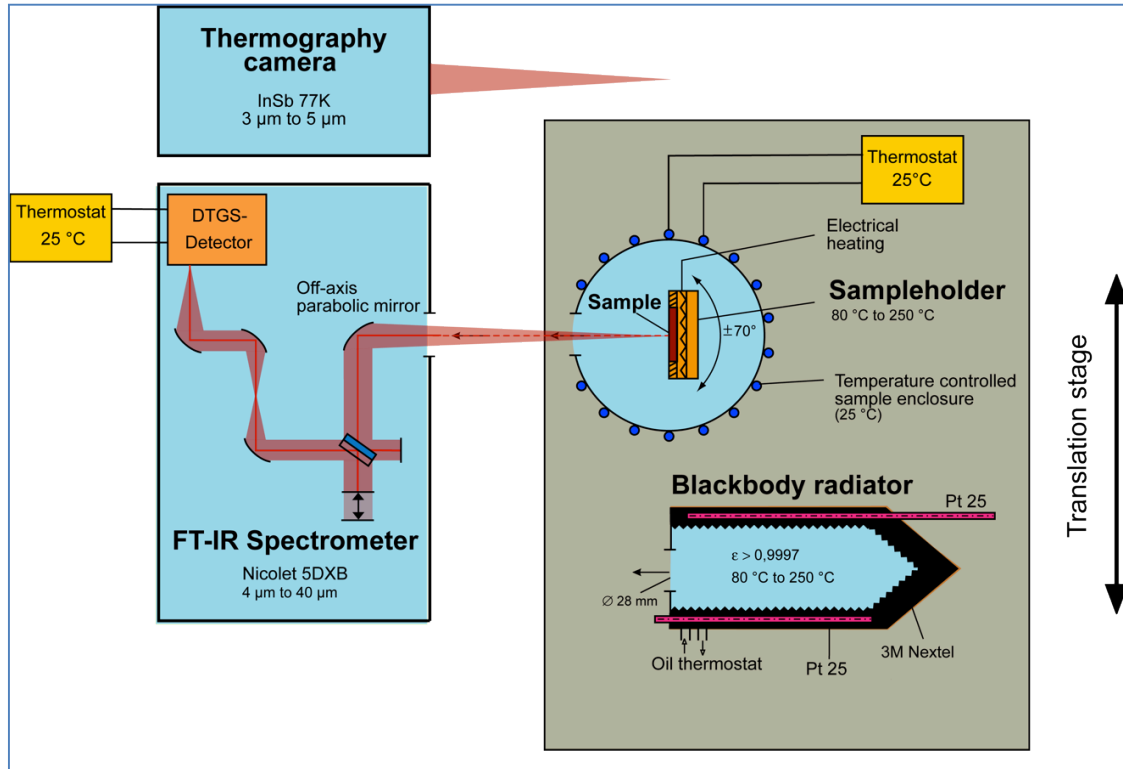 Thermography
camera
InSb 77K
3 µm to 5 µm
Thermostat
25 °C
DTGS-
Detector
Off-axis
parabolic mirror
FT-IR Spectrometer
Nicolet 5DXB
4 µm to 40 µm
Thermostat
25°C
Electrical
heating
Sample
Sampleholder
80 °C to 250 °C
±70°
Temperature controlled
sample enclosure
(25 °C)
Blackbody radiator
Pt 25
ε > 0,9997
80 °C to 250 °C
Ø 28 mm
Oil thermostat
Pt 25
3M Nextel
Translation stage